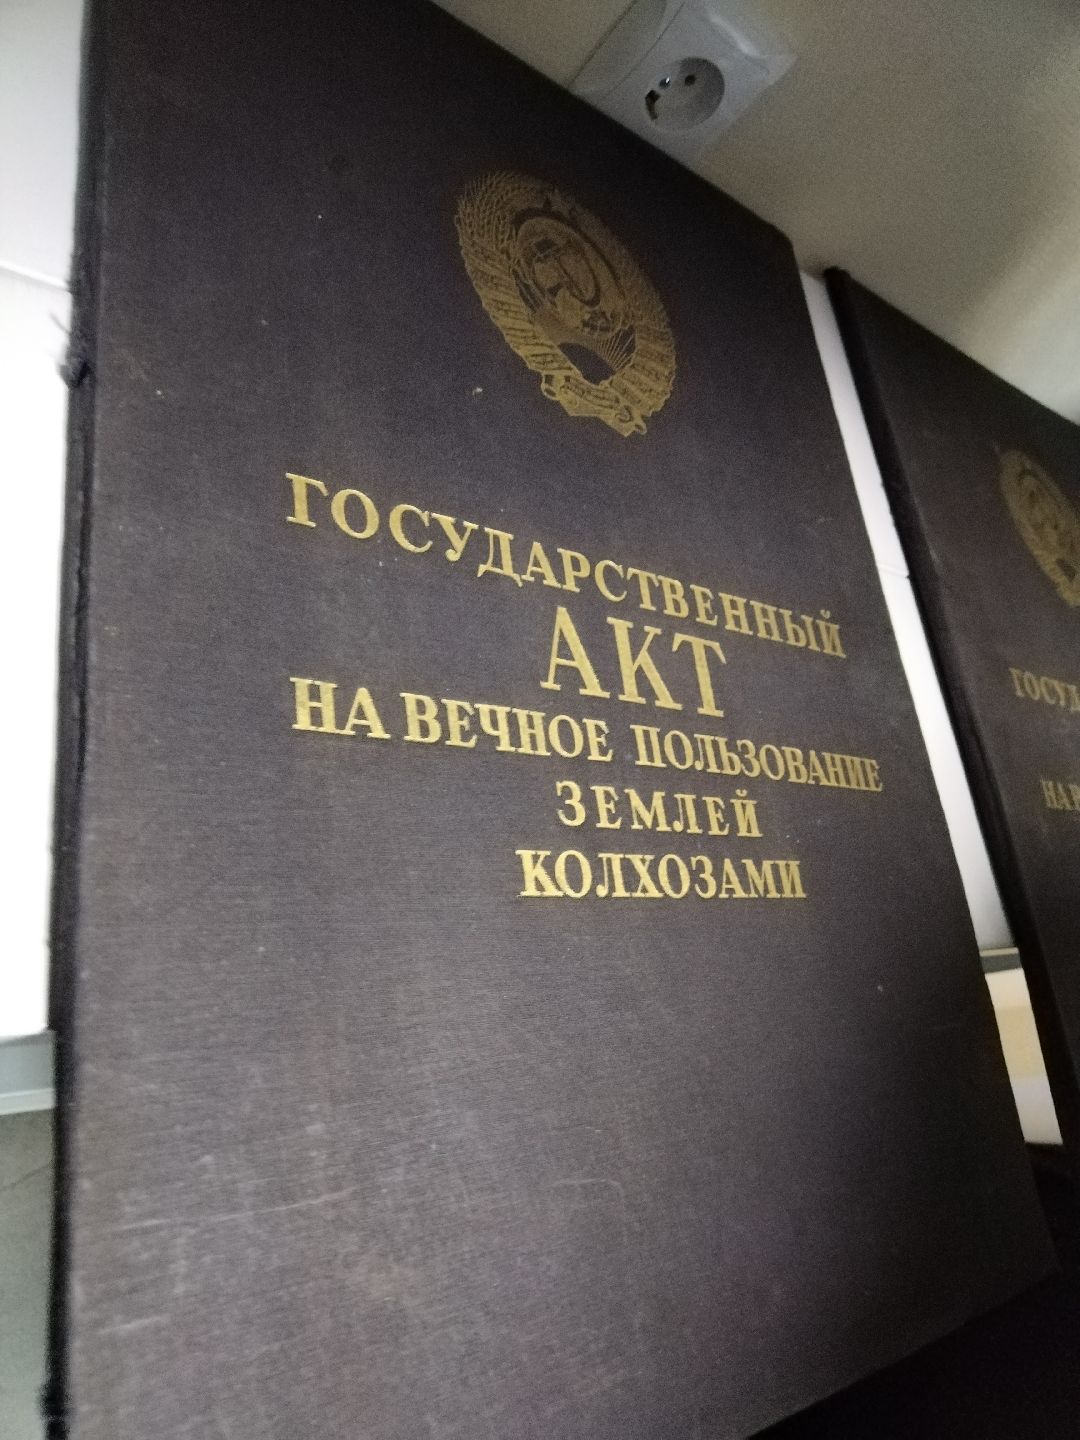 ГОСУДАРСТВЕННЫЙ
АКТ
НА ВЕЧНОЕ ПОЛЬЗОВАНИЕ
ЗЕМЛЕЙ
КОЛХОЗАМИ